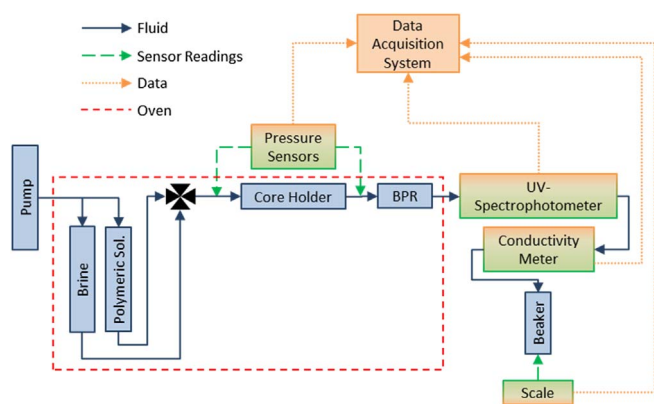 Fluid
Sensor Readings
Data
Oven
Data
Acquisition
System
Pressure
Sensors
Pump
Brine
Polymeric Sol.
Core Holder
BPR
UV-
Spectrophotometer
Conductivity
Meter
Beaker
Scale